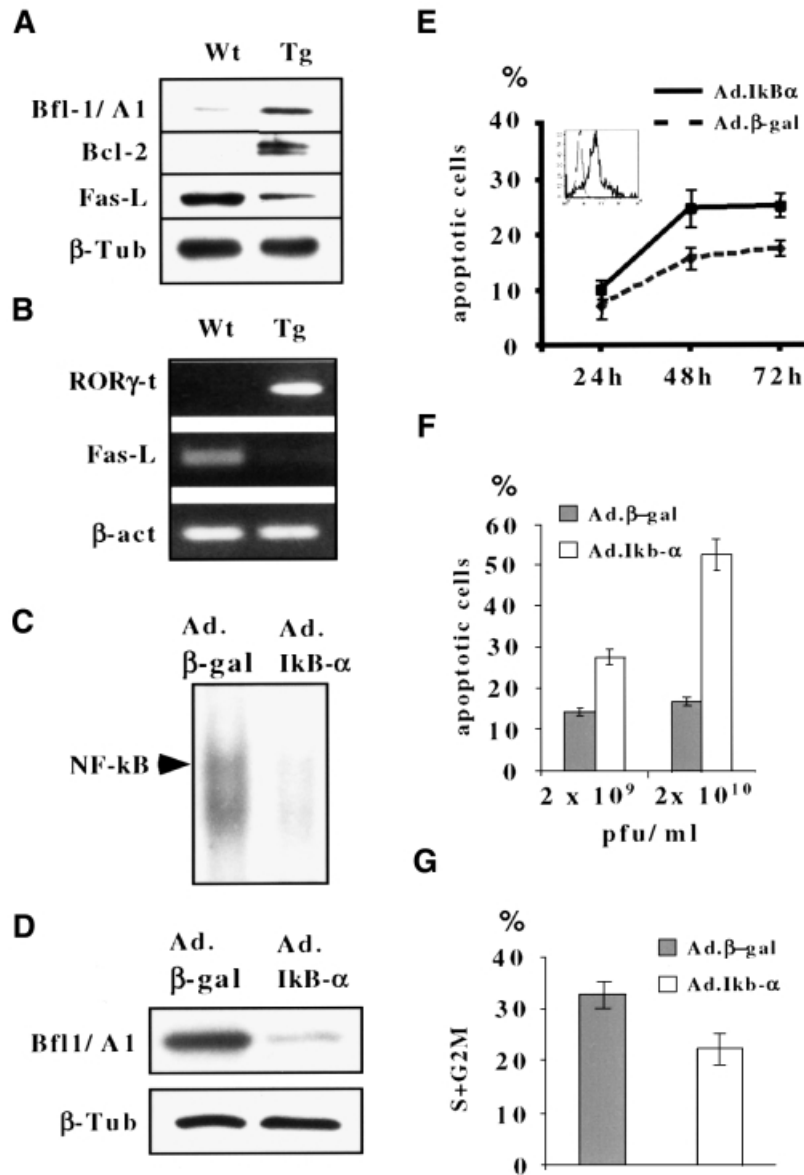 A
Wt Tg
Bfl-1/ A1
Bcl-2
Fas-L
β-Tub
B
Wt Tg
RORγ-t
Fas-L
β-act
C
Ad. Ad.
β-gal IkB-α
NF-kB
D
Ad. Ad.
β-gal IkB-α
Bfl1/ A1
β-Tub
E
%
Ad.IkBα
Ad.β-gal
apoptotic cells
40
30
20
10
0
24h 48h 72h
F
%
Ad.β-gal
Ad.Ikb-α
apoptotic cells
60
50
40
30
20
10
0
2 x 10⁹ 2x 10¹⁰
pfu/ ml
G
%
Ad.β-gal
Ad.Ikb-α
S+G2M
40
30
20
10
0